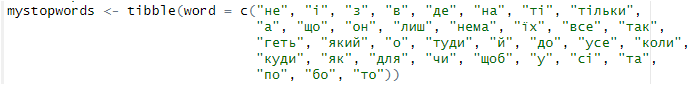 mystopwords <- tibble(word = c("не", "і", "з", "в", "де", "на", "ті", "тільки",
"а", "що", "он", "лиш", "нема", "їх", "все", "так",
"геть", "який", "о", "туди", "й", "до", "усе", "коли",
"куди", "як", "для", "чи", "щоб", "у", "сі", "та",
"по", "бо", "то"))